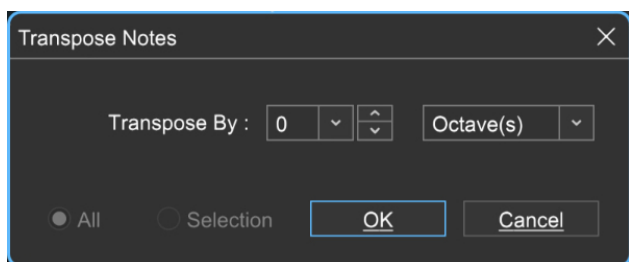 Transpose Notes
Transpose By : 0 Octave(s)
All Selection OK Cancel